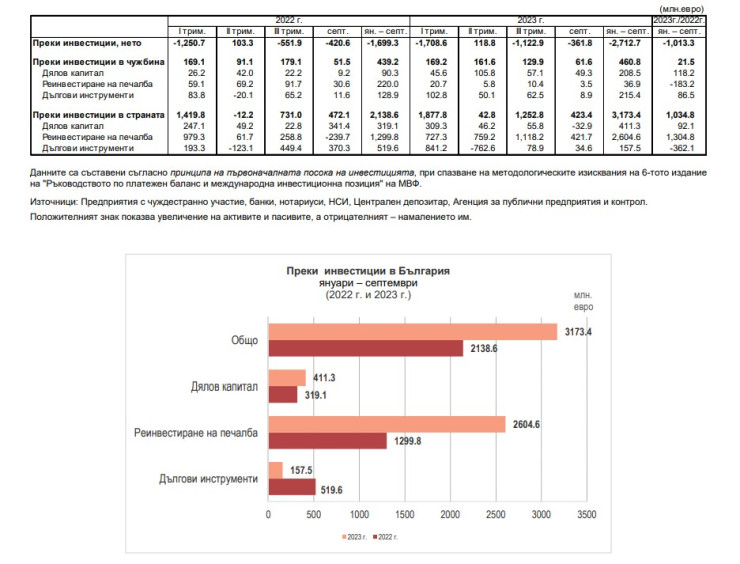 (млн.евро)
2022 г. 2023 г. 2023г./2022г.
I трим. II трим. III трим. септ. ян. – септ. I трим. II трим. III трим. септ. ян. – септ. ян. – септ.
Преки инвестиции, нето -1,250.7 103.3 -551.9 -420.6 -1,699.3 -1,708.6 118.8 -1,122.9 -361.8 -2,712.7 -1,013.3
Преки инвестиции в чужбина 169.1 91.1 179.1 51.5 439.2 169.2 161.6 129.9 61.6 460.8 21.5
Дялов капитал 26.2 42.0 22.2 9.2 90.3 45.6 105.8 57.1 49.3 208.5 118.2
Реинвестиране на печалба 59.1 69.2 91.7 30.6 220.0 20.7 5.8 10.4 3.5 36.9 -183.2
Дългови инструменти 83.8 -20.1 65.2 11.6 128.9 102.8 50.1 62.5 8.9 215.4 86.5
Преки инвестиции в страната 1,419.8 -12.2 731.0 472.1 2,138.6 1,877.8 42.8 1,252.8 423.4 3,173.4 1,034.8
Дялов капитал 247.1 49.2 22.8 341.4 319.1 309.3 46.2 55.8 -32.9 411.3 92.1
Реинвестиране на печалба 979.3 61.7 258.8 -239.7 1,299.8 727.3 759.2 1,118.2 421.7 2,604.6 1,304.8
Дългови инструменти 193.3 -123.1 449.4 370.3 519.6 841.2 -762.6 78.9 34.6 157.5 -362.1
Данните са съставени съгласно принципа на първоначалната посока на инвестицията, при спазване на методологическите изисквания на 6-тото издание
на "Ръководството по платежен баланс и международна инвестиционна позиция" на МВФ.
Източници: Предприятия с чуждестранно участие, банки, нотариуси, НСИ, Централен депозитар, Агенция за публични предприятия и контрол.
Положителният знак показва увеличение на активите и пасивите, а отрицателният – намалението им.
Преки инвестиции в България
януари – септември
(2022 г. и 2023 г.)
млн.
евро
Общо 3173.4
2138.6
Дялов капитал 411.3
319.1
Реинвестиране на печалба 2604.6
1299.8
Дългови инструменти 157.5
519.6
0 500 1000 1500 2000 2500 3000 3500
2023 г. 2022 г.